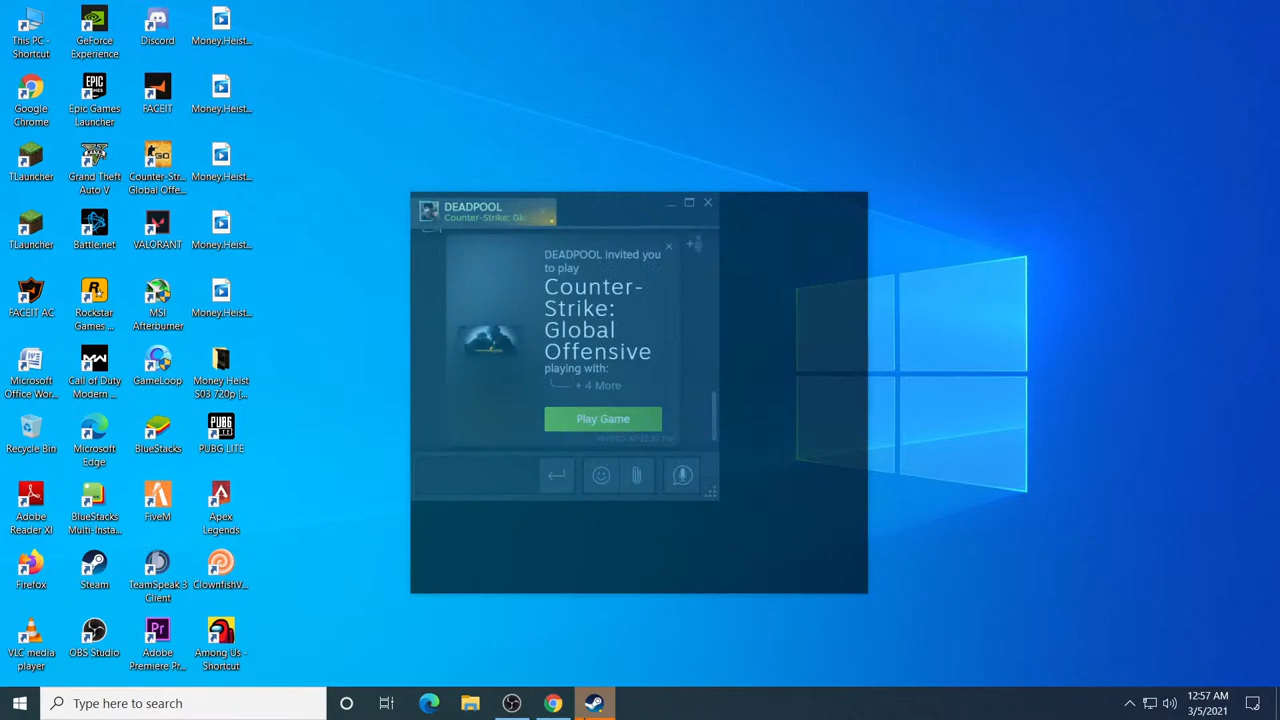 This PC -
Shortcut
GeForce
Experience
Discord
Money.Heist...
Google
Chrome
Epic Games
Launcher
FACEIT
Money.Heist...
TLauncher
Grand Theft
Auto V
Counter-Str...
Global Offe...
Money.Heist...
TLauncher
Battle.net
VALORANT
Money.Heist...
FACEIT AC
Rockstar
Games ...
MSI
Afterburner
Money.Heist...
Microsoft
Office Wor...
Call of Duty
Modern ...
GameLoop
Money Heist
S03 720p [...
Recycle Bin
Microsoft
Edge
BlueStacks
PUBG LITE
Adobe
Reader XI
BlueStacks
Multi-Insta...
FiveM
Apex
Legends
Firefox
Steam
TeamSpeak 3
Client
ClownfishV...
VLC media
player
OBS Studio
Adobe
Premiere Pr...
Among Us -
Shortcut
DEADPOOL
Counter-Strike: Glo
DEADPOOL invited you
to play
Counter-
Strike:
Global
Offensive
playing with:
+ 4 More
Play Game
Type here to search
12:57 AM
3/5/2021